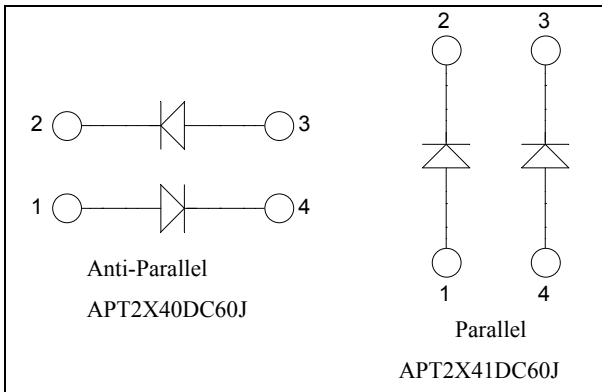 2 3
1 4
Anti-Parallel
APT2X40DC60J
2 3
1 4
Parallel
APT2X41DC60J